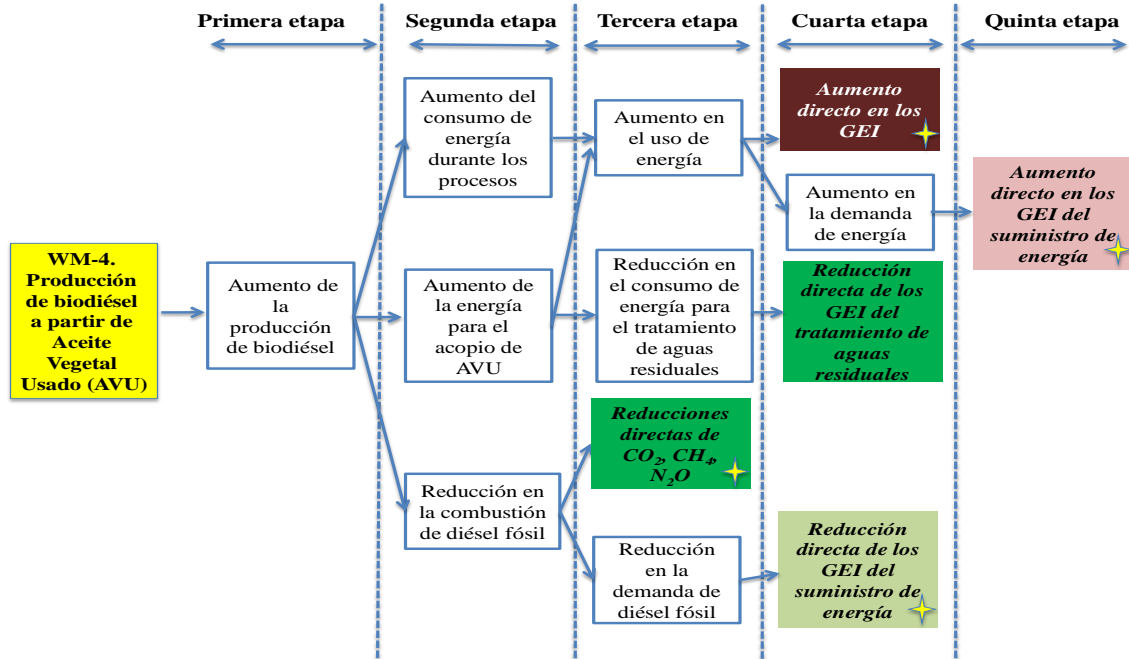 Primera etapa
Segunda etapa
Tercera etapa
Cuarta etapa
Quinta etapa
WM-4.
Producción
de biodiésel
a partir de
Aceite
Vegetal
Usado (AVU)
Aumento de
la
producción
de biodiésel
Aumento del
consumo de
energía
durante los
procesos
Aumento de
la energía
para el
acopio de
AVU
Reducción en
la combustión
de diésel fósil
Aumento en
el uso de
energía
Reducción en
el consumo de
energía para
el tratamiento
de aguas
residuales
Reducciones
directas de
CO₂, CH₄,
N₂O
Reducción
en la
demanda de
diésel fósil
Aumento
directo en los
GEI
Aumento en
la demanda
de energía
Reducción
directa de los
GEI del
tratamiento de
aguas
residuales
Reducción
directa de los
GEI del
suministro de
energía
Aumento
directo en los
GEI del
suministro de
energía